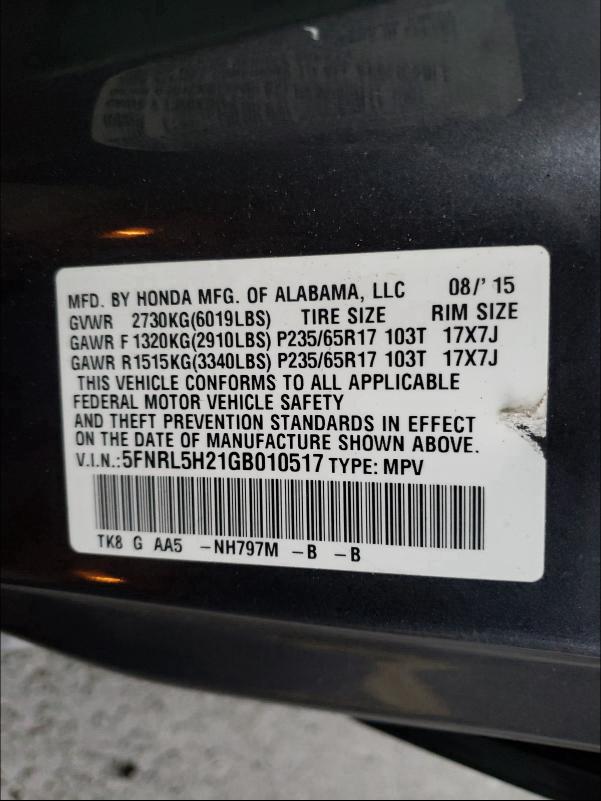 MFD. BY HONDA MFG. OF ALABAMA, LLC 08/' 15
GVWR 2730KG(6019LBS) TIRE SIZE RIM SIZE
GAWR F 1320KG(2910LBS) P235/65R17 103T 17X7J
GAWR R1515KG(3340LBS) P235/65R17 103T 17X7J
THIS VEHICLE CONFORMS TO ALL APPLICABLE
FEDERAL MOTOR VEHICLE SAFETY
AND THEFT PREVENTION STANDARDS IN EFFECT
ON THE DATE OF MANUFACTURE SHOWN ABOVE.
V.I.N.:5FNRL5H21GB010517 TYPE: MPV
TK8 G AA5 -NH797M -B -B